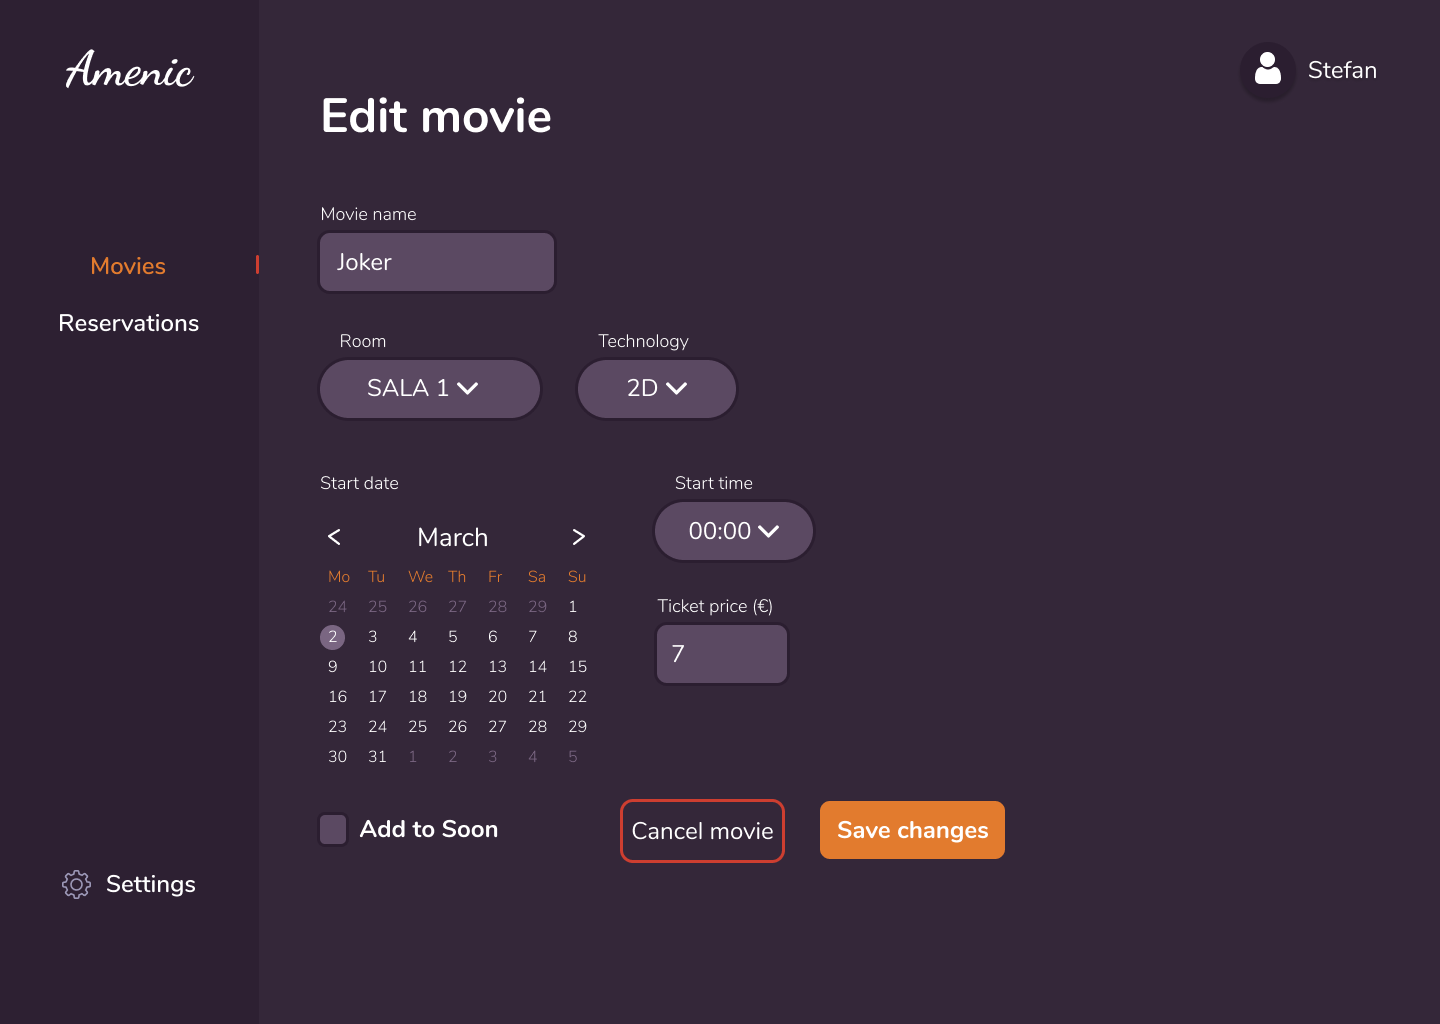 Amenic
Stefan
Edit movie
Movies
Reservations
Settings
Movie name
Joker
Room
Technology
SALA 1
2D
Start date
< March >
Mo Tu We Th Fr Sa Su
24 25 26 27 28 29 1
2 3 4 5 6 7 8
9 10 11 12 13 14 15
16 17 18 19 20 21 22
23 24 25 26 27 28 29
30 31 1 2 3 4 5
Start time
00:00
Ticket price (€)
7
Add to Soon
Cancel movie
Save changes